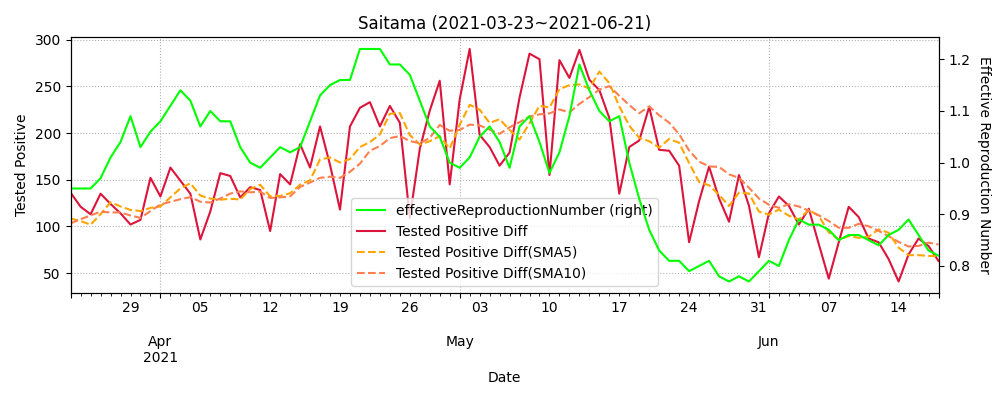 Saitama (2021-03-23~2021-06-21)
300
250
200
150
100
50
Tested Positive
1.2
1.1
1.0
0.9
0.8
Effective Reproduction Number
effectiveReproductionNumber (right)
Tested Positive Diff
Tested Positive Diff(SMA5)
Tested Positive Diff(SMA10)
29 05 12 19 26 03 10 17 24 31 07 14
Apr May Jun
2021
Date